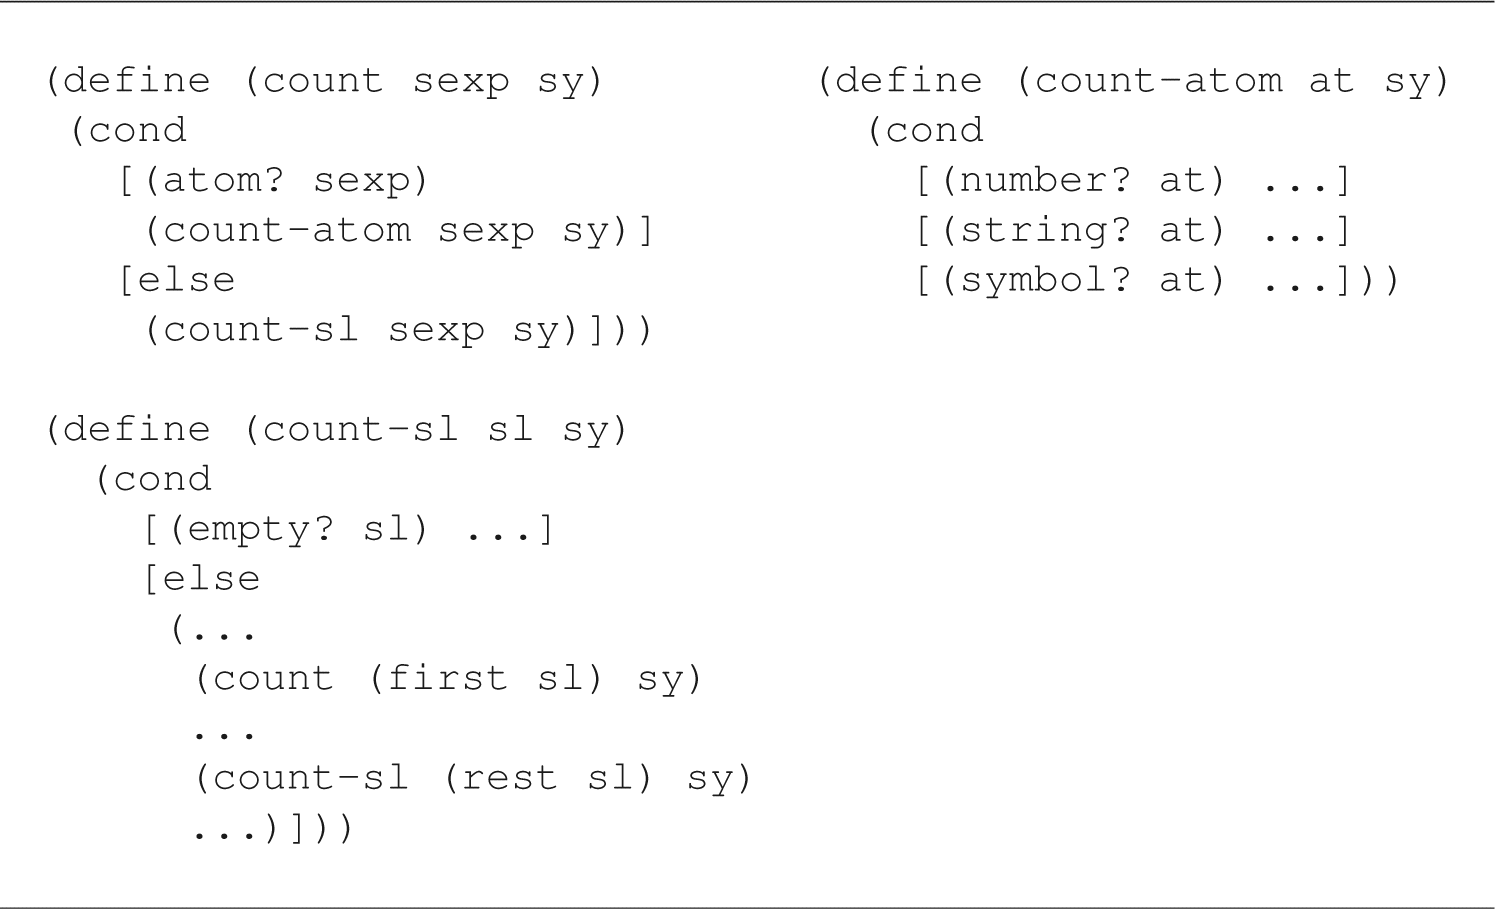 (define (count sexp sy)
 (cond
   [(atom? sexp)
    (count-atom sexp sy)]
   [else
    (count-sl sexp sy)]))
(define (count-sl sl sy)
  (cond
    [(empty? sl) ...]
    [else
     (...
      (count (first sl) sy)
      ...
      (count-sl (rest sl) sy)
      ...)]))
(define (count-atom at sy)
  (cond
    [(number? at) ...]
    [(string? at) ...]
    [(symbol? at) ...]))